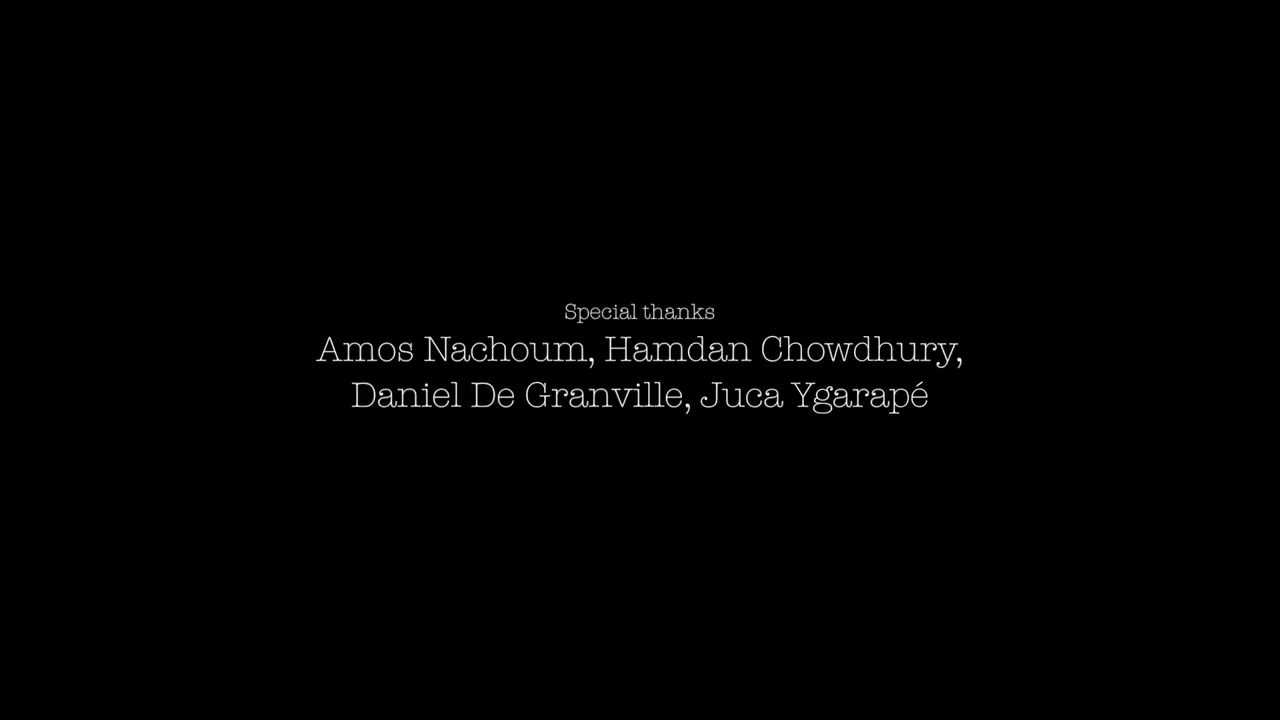 Special thanks
Amos Nachoum, Hamdan Chowdhury,
Daniel De Granville, Juca Ygarapé